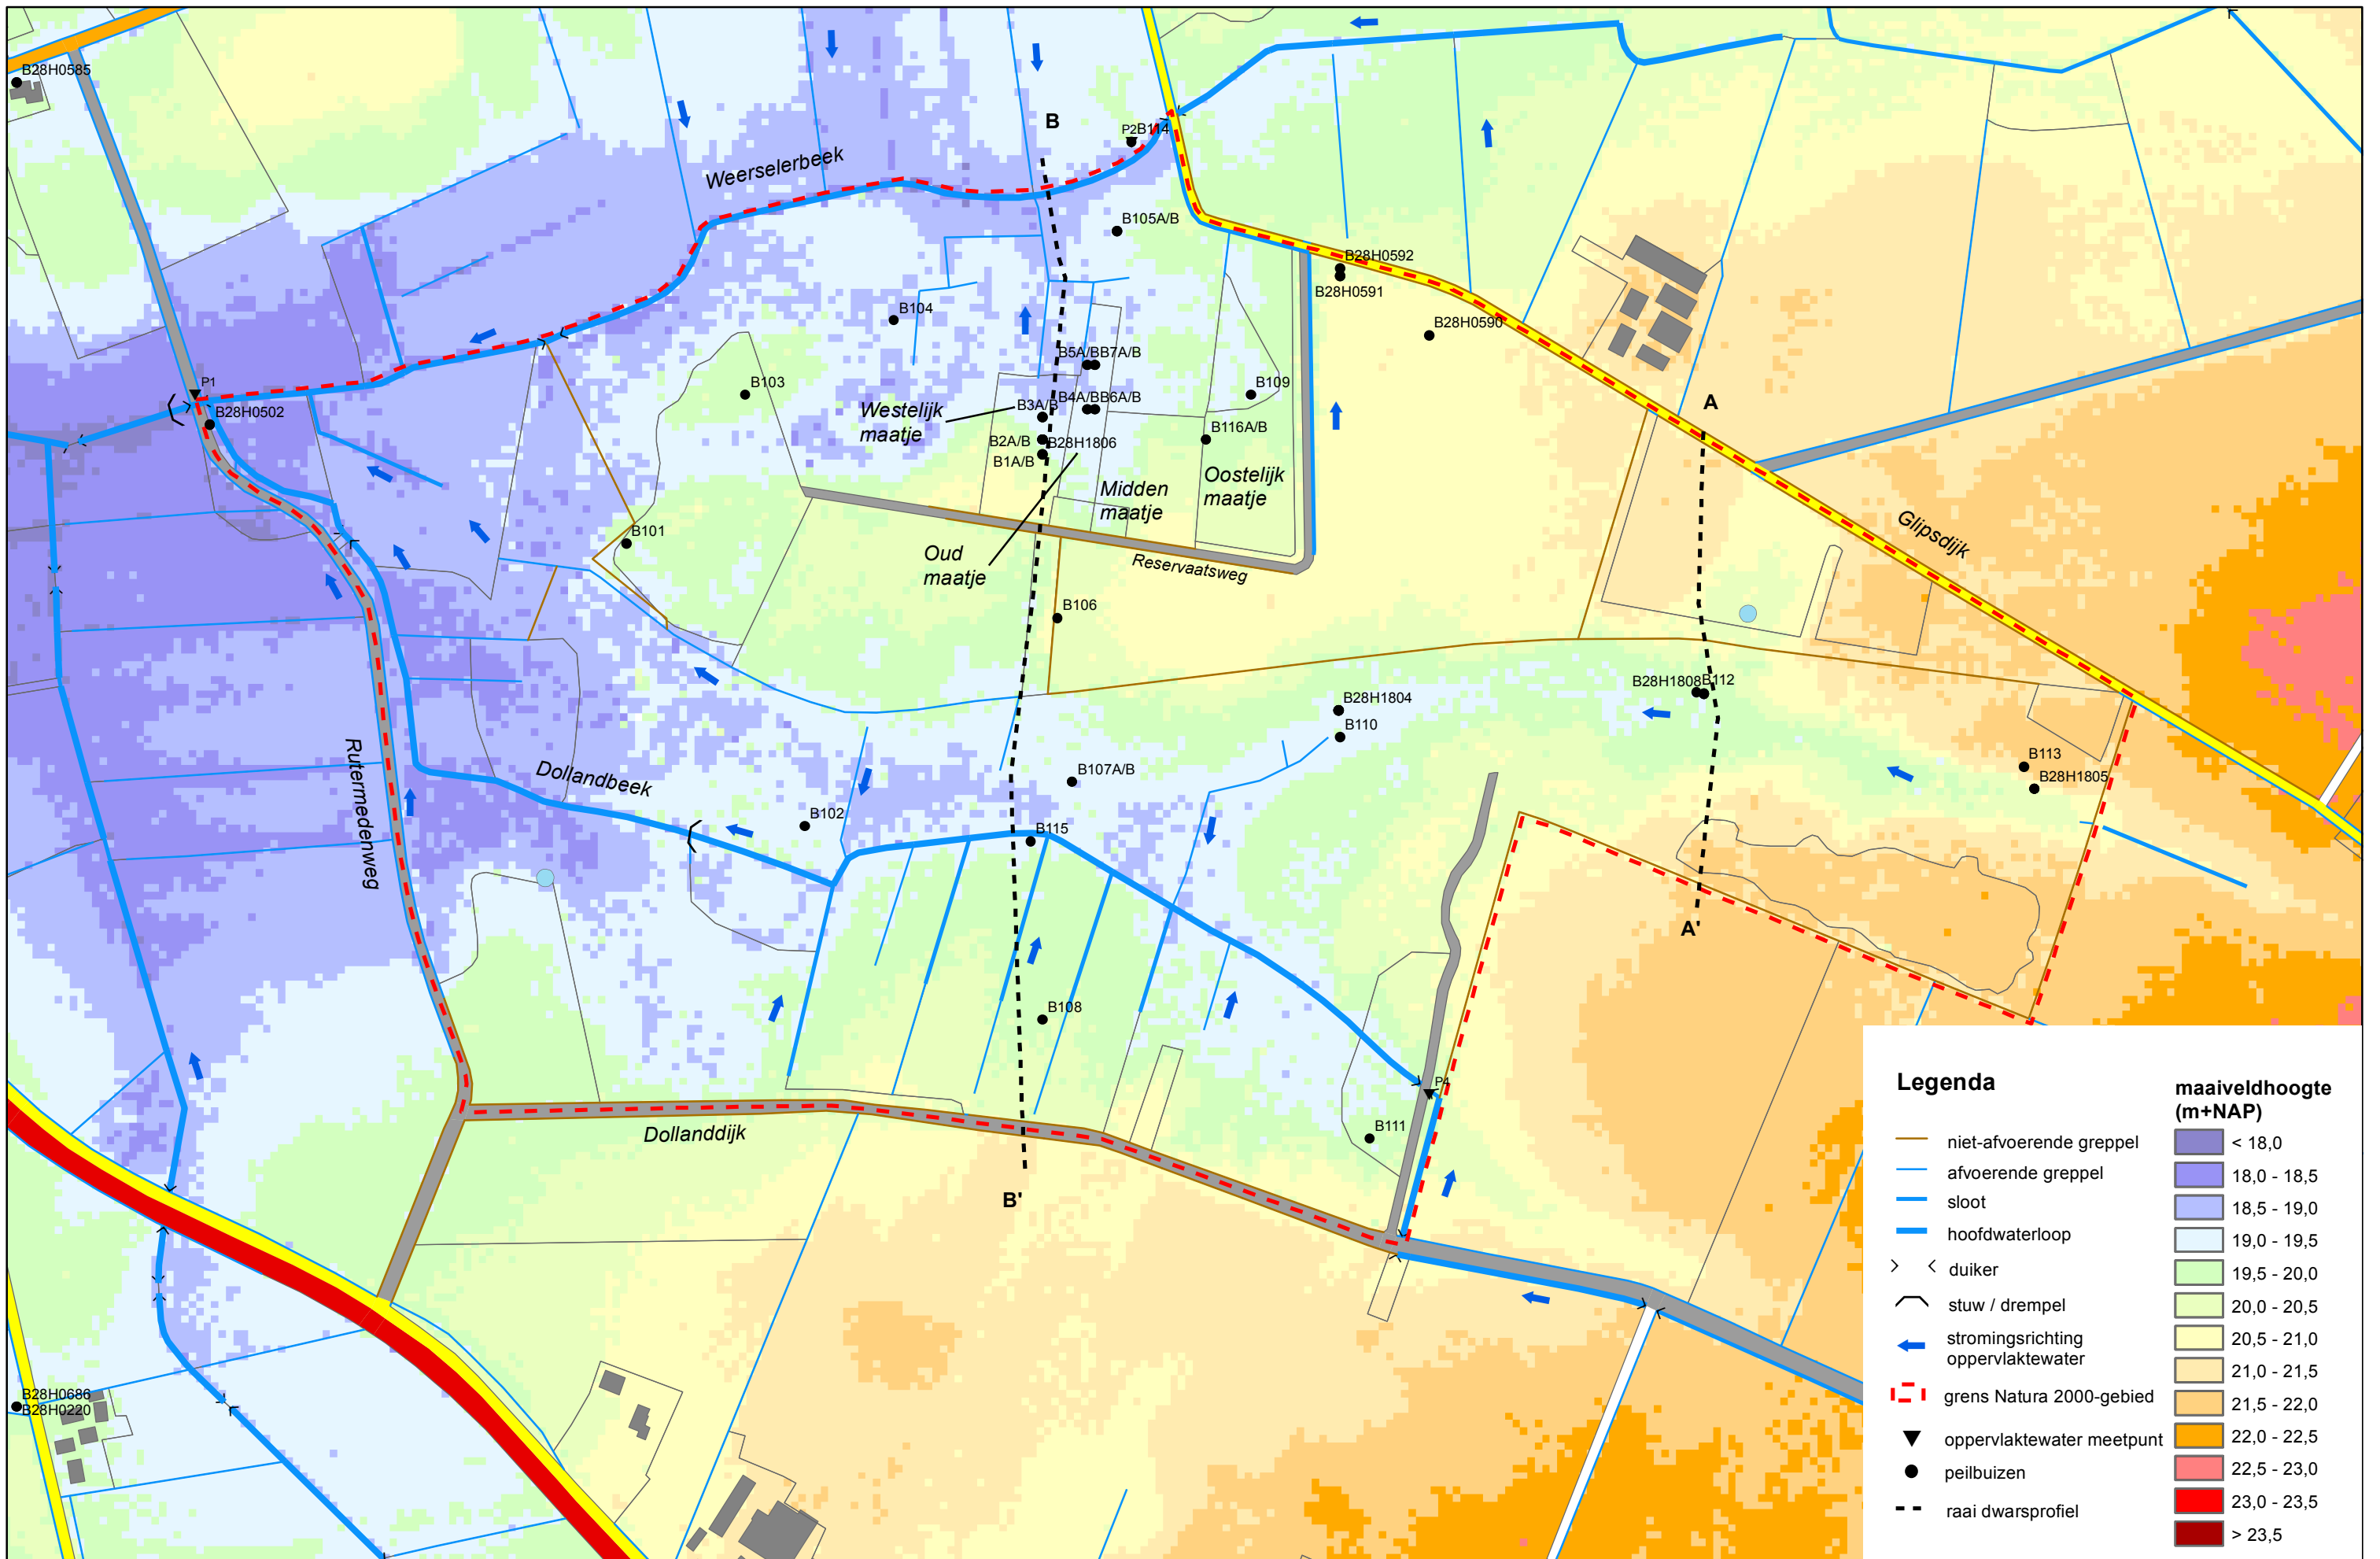 B28H0585
B
P2
B114
Weerselerbeek
B105A/B
B28H0592
B28H0591
B104
B28H0590
B5A/B
B7A/B
P1
B28H0502
B103
B109
A
Westelijk
maatje
B3A/B
B4A/B
B6A/B
B2A/B
B28H1806
B116A/B
B1A/B
Oostelijk
maatje
Midden
maatje
Glipsdijk
B101
Oud
maatje
Reservaatsweg
B106
B28H1808
B112
B28H1804
B110
Rutermedenweg
Dollandbeek
B107A/B
B113
B28H1805
B102
B115
A'
B108
P4
Dollanddijk
B111
B'
B28H0686
B28H0220
Legenda
niet-afvoerende greppel
afvoerende greppel
sloot
hoofdwaterloop
duiker
stuw / drempel
stromingsrichting
oppervlaktewater
grens Natura 2000-gebied
oppervlaktewater meetpunt
peilbuizen
raai dwarsprofiel
maaiveldhoogte
(m+NAP)
< 18,0
18,0 - 18,5
18,5 - 19,0
19,0 - 19,5
19,5 - 20,0
20,0 - 20,5
20,5 - 21,0
21,0 - 21,5
21,5 - 22,0
22,0 - 22,5
22,5 - 23,0
23,0 - 23,5
> 23,5